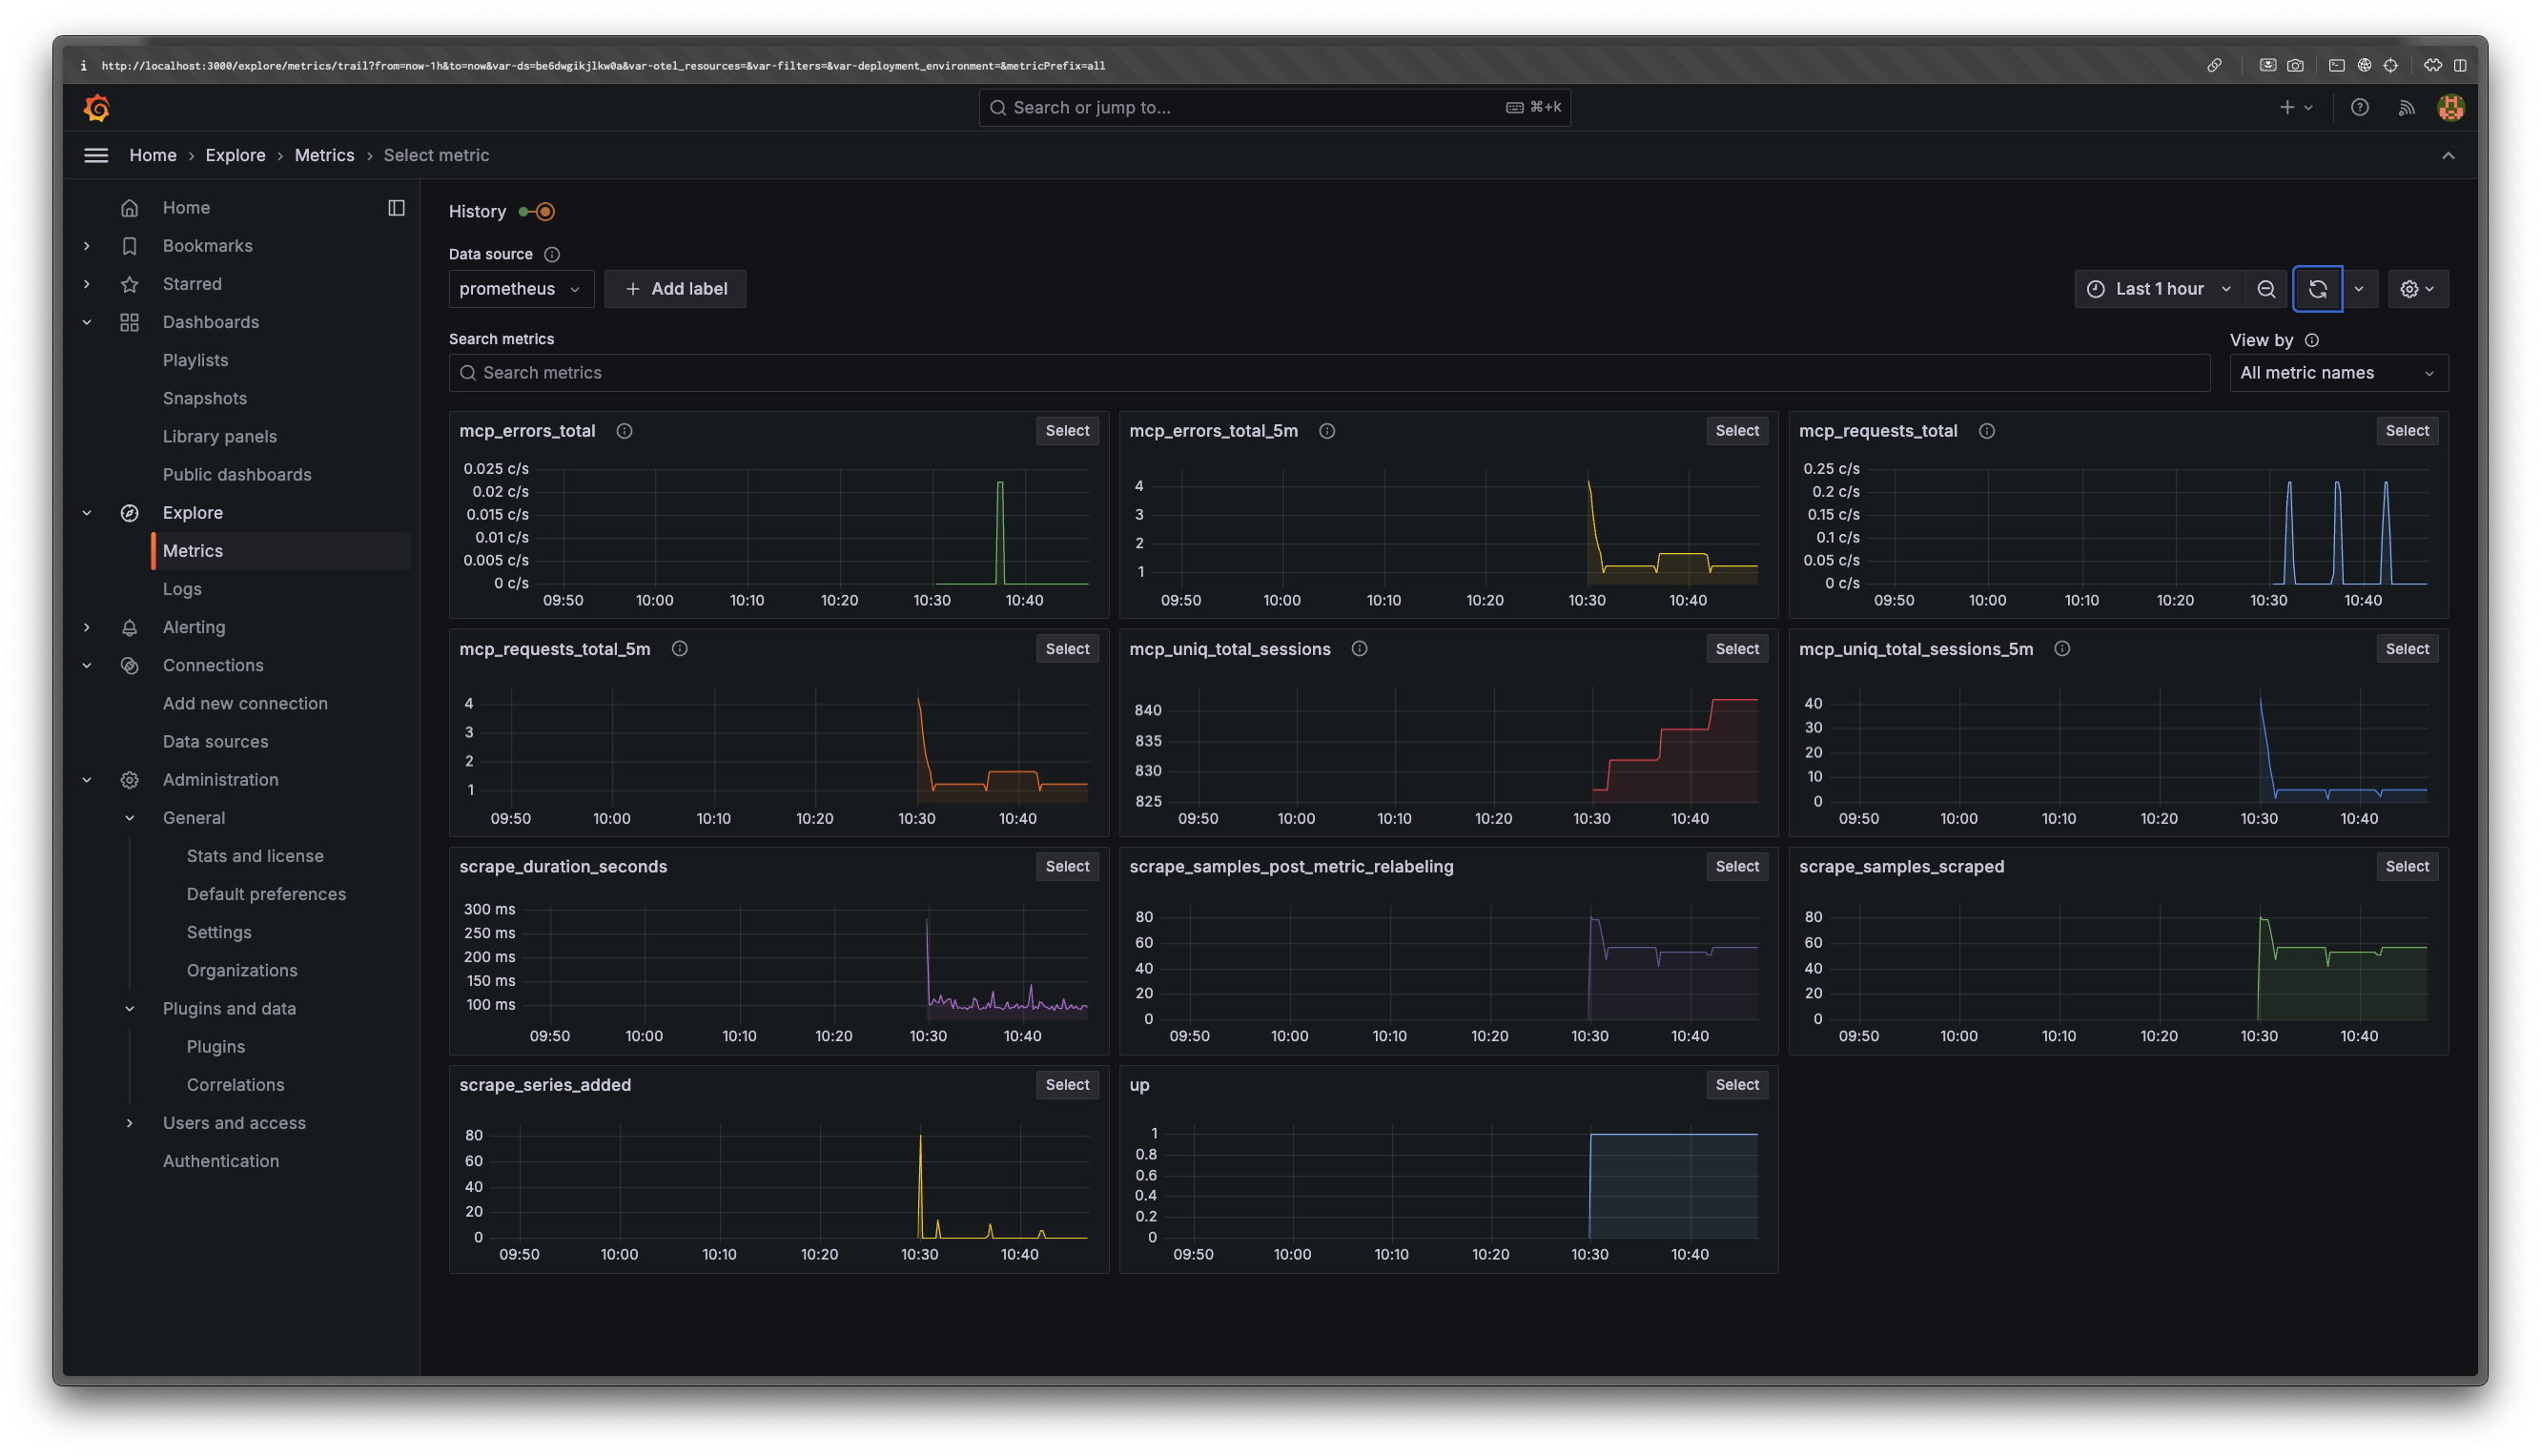 i http://localhost:3000/explore/metrics/trail?from=now-1h&to=now&var-ds=be6dwgikjlkw0a&var-otel_resources=&var-filters=&var-deployment_environment=&metricPrefix=all
Search or jump to... ⌘+k
Home › Explore › Metrics › Select metric
Home
Bookmarks
Starred
Dashboards
Playlists
Snapshots
Library panels
Public dashboards
Explore
Metrics
Logs
Alerting
Connections
Add new connection
Data sources
Administration
General
Stats and license
Default preferences
Settings
Organizations
Plugins and data
Plugins
Correlations
Users and access
Authentication
History
Data source
prometheus + Add label Last 1 hour
Search metrics View by
Search metrics All metric names
mcp_errors_total Select
0.025 c/s
0.02 c/s
0.015 c/s
0.01 c/s
0.005 c/s
0 c/s
09:50 10:00 10:10 10:20 10:30 10:40
mcp_errors_total_5m Select
4
3
2
1
09:50 10:00 10:10 10:20 10:30 10:40
mcp_requests_total Select
0.25 c/s
0.2 c/s
0.15 c/s
0.1 c/s
0.05 c/s
0 c/s
09:50 10:00 10:10 10:20 10:30 10:40
mcp_requests_total_5m Select
4
3
2
1
09:50 10:00 10:10 10:20 10:30 10:40
mcp_uniq_total_sessions Select
840
835
830
825
09:50 10:00 10:10 10:20 10:30 10:40
mcp_uniq_total_sessions_5m Select
40
30
20
10
0
09:50 10:00 10:10 10:20 10:30 10:40
scrape_duration_seconds Select
300 ms
250 ms
200 ms
150 ms
100 ms
09:50 10:00 10:10 10:20 10:30 10:40
scrape_samples_post_metric_relabeling Select
80
60
40
20
0
09:50 10:00 10:10 10:20 10:30 10:40
scrape_samples_scraped Select
80
60
40
20
0
09:50 10:00 10:10 10:20 10:30 10:40
scrape_series_added Select
80
60
40
20
0
09:50 10:00 10:10 10:20 10:30 10:40
up Select
1
0.8
0.6
0.4
0.2
0
09:50 10:00 10:10 10:20 10:30 10:40